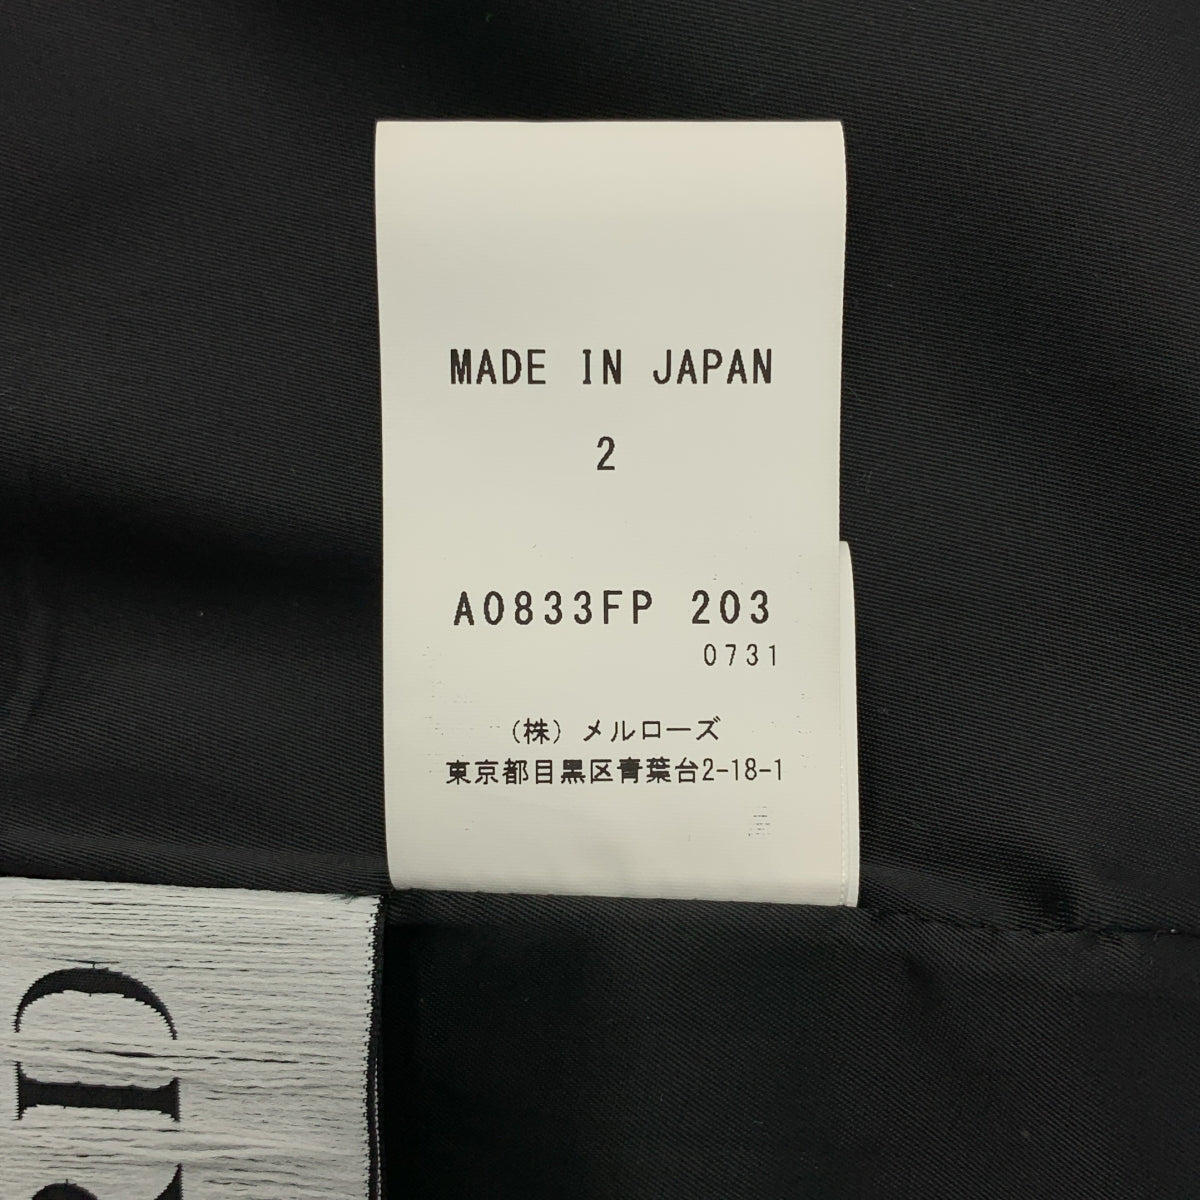 MADE IN JAPAN
2
A0833FP 203
0731
(株) メルローズ
東京都目黒区青葉台2-18-1
RID